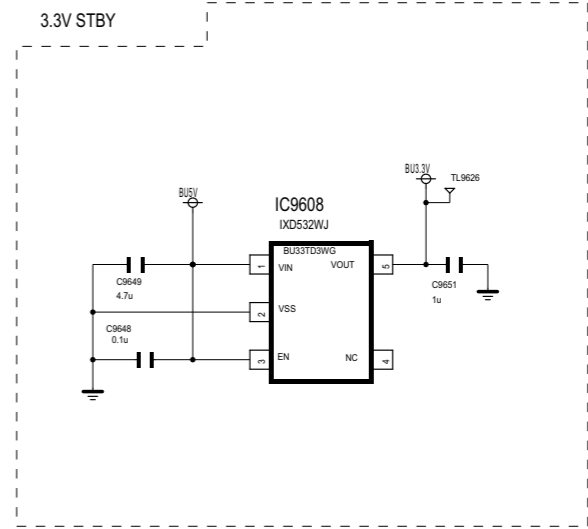 3.3V STBY
BU5V
BU3.3V
TL9626
IC9608
IXD532WJ
BU33TD3WG
1
VIN
VOUT
5
C9649
4.7u
C9651
1u
2
VSS
C9648
0.1u
3
EN
NC
4